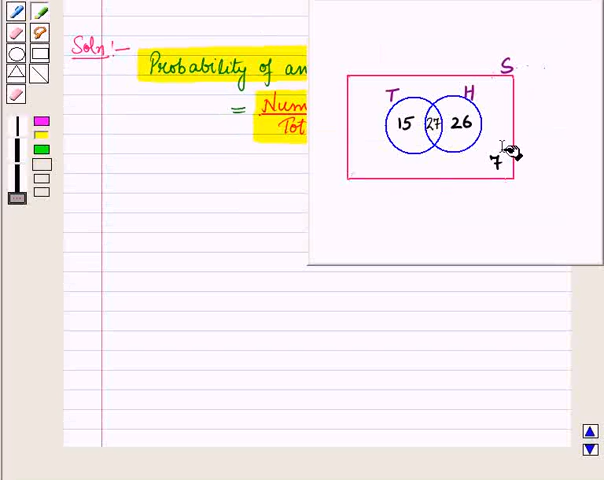 Soln:-
Probability of an
= Num
Tot
S
T H
15 27 26
7